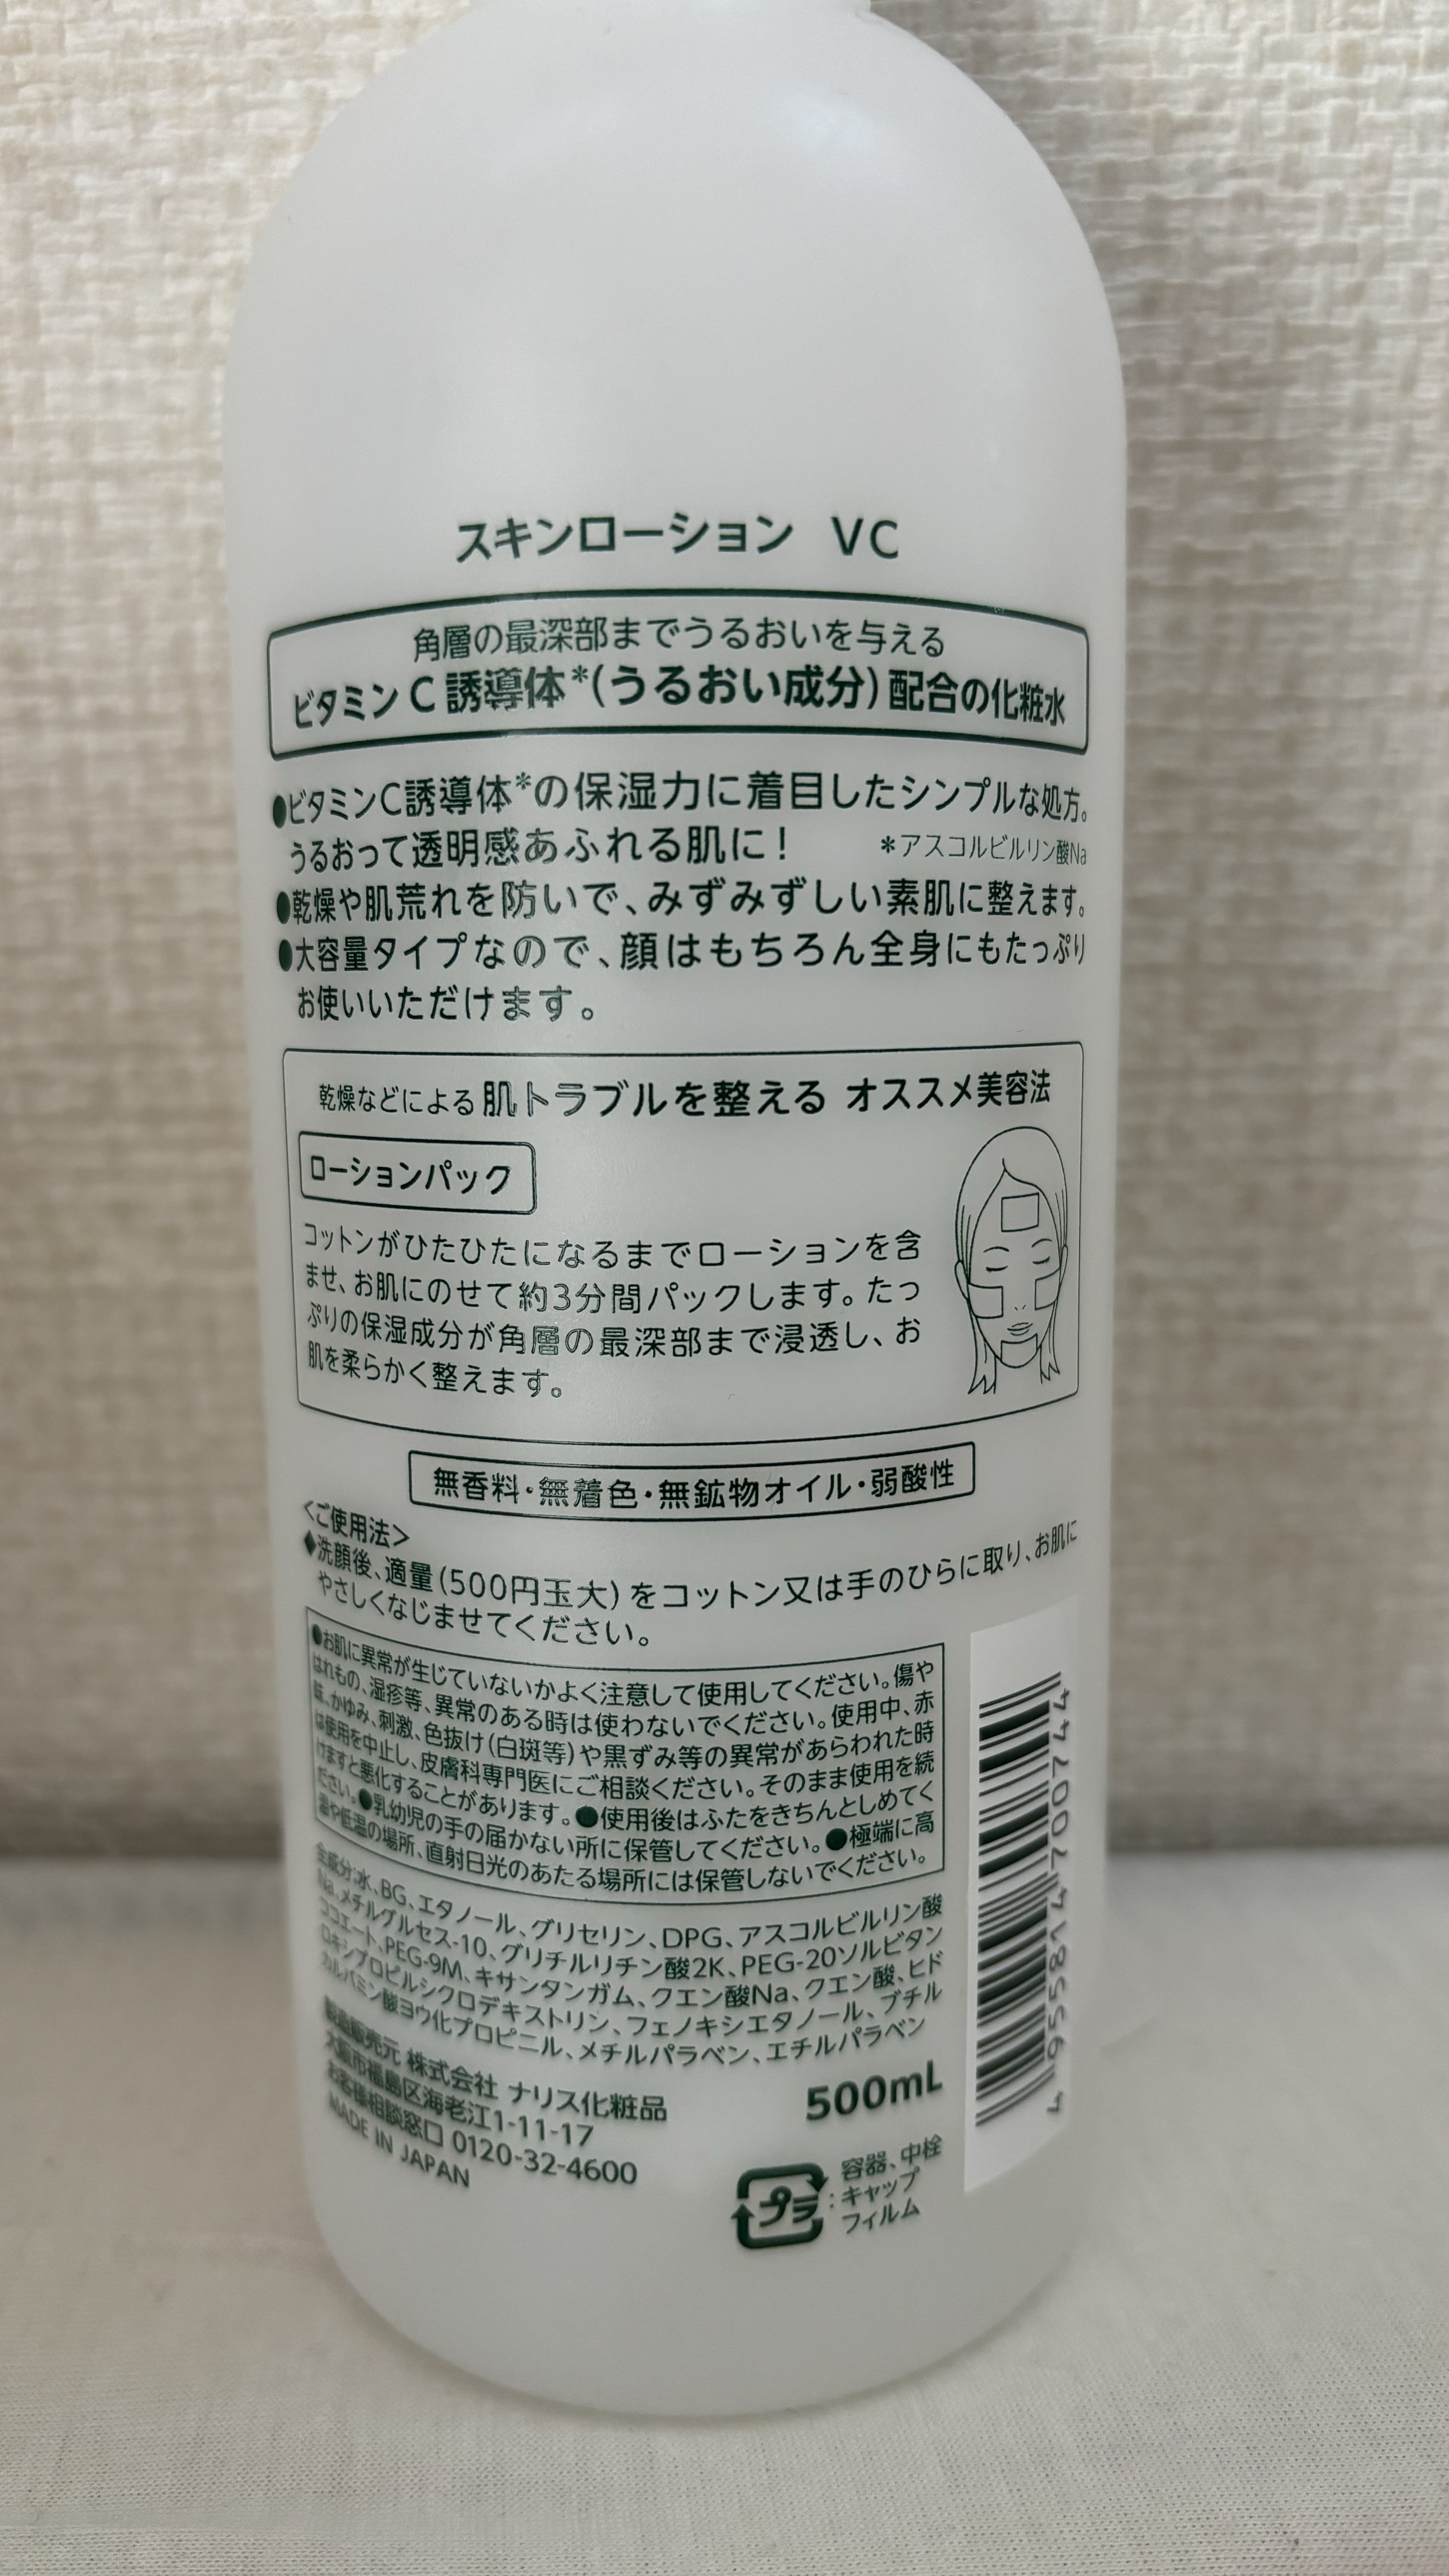 スキンローション VC
角層の最深部までうるおいを与える
ビタミンC誘導体*(うるおい成分)配合の化粧水
●ビタミンC誘導体*の保湿力に着目したシンプルな処方。
うるおって透明感あふれる肌に! *アスコルビルリン酸Na
●乾燥や肌荒れを防いで、みずみずしい素肌に整えます。
●大容量タイプなので、顔はもちろん全身にもたっぷり
お使いいただけます。
乾燥などによる肌トラブルを整える オススメ美容法
ローションパック
コットンがひたひたになるまでローションを含
ませ、お肌にのせて約3分間パックします。たっ
ぷりの保湿成分が角層の最深部まで浸透し、お
肌を柔らかく整えます。
無香料・無着色・無鉱物オイル・弱酸性
<ご使用法>
◆洗顔後、適量(500円玉大)をコットン又は手のひらに取り、お肌に
やさしくなじませてください。
●お肌に異常が生じていないかよく注意して使用してください。傷や
はれもの、湿疹等、異常のある時は使わないでください。使用中、赤
味、かゆみ、刺激、色抜け(白斑等)や黒ずみ等の異常があらわれた時
は使用を中止し、皮膚科専門医にご相談ください。そのまま使用を続
けますと悪化することがあります。●使用後はふたをきちんとしめてく
ださい。●乳幼児の手の届かない所に保管してください。●極端に高
温や低温の場所、直射日光のあたる場所には保管しないでください。
全成分:水、BG、エタノール、グリセリン、DPG、アスコルビルリン酸
Na、メチルグルセス-10、グリチルリチン酸2K、PEG-20ソルビタン
ココエート、PEG-9M、キサンタンガム、クエン酸Na、クエン酸、ヒド
ロキシプロピルシクロデキストリン、フェノキシエタノール、ブチル
カルバミン酸ヨウ化プロピニル、メチルパラベン、エチルパラベン
製造販売元 株式会社 ナリス化粧品
大阪市福島区海老江1-11-17
お客様相談窓口 0120-32-4600
MADE IN JAPAN
500mL
プラ
:容器、中栓
キャップ
フィルム
4 955814 700744